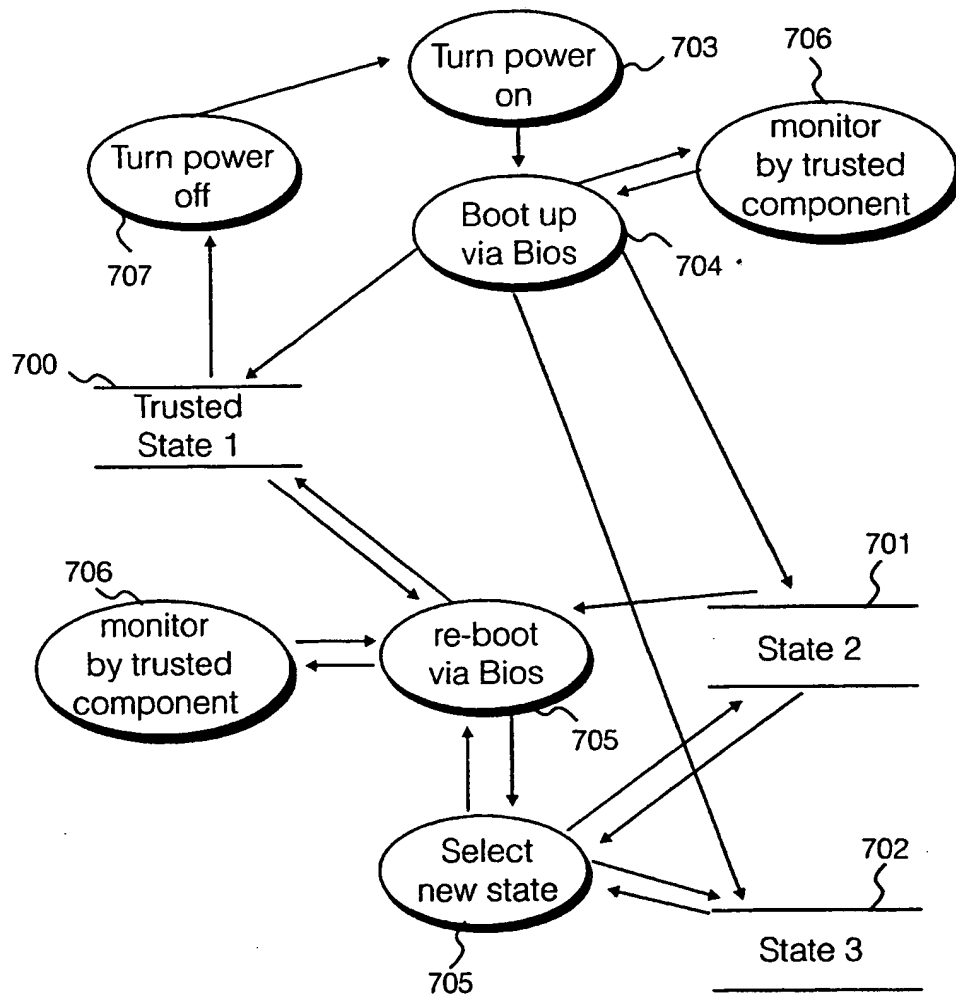 Turn power
on
703
706
monitor
by trusted
component
Turn power
off
707
Boot up
via Bios
704
700
Trusted
State 1
701
State 2
706
monitor
by trusted
component
re-boot
via Bios
705
Select
new state
705
702
State 3